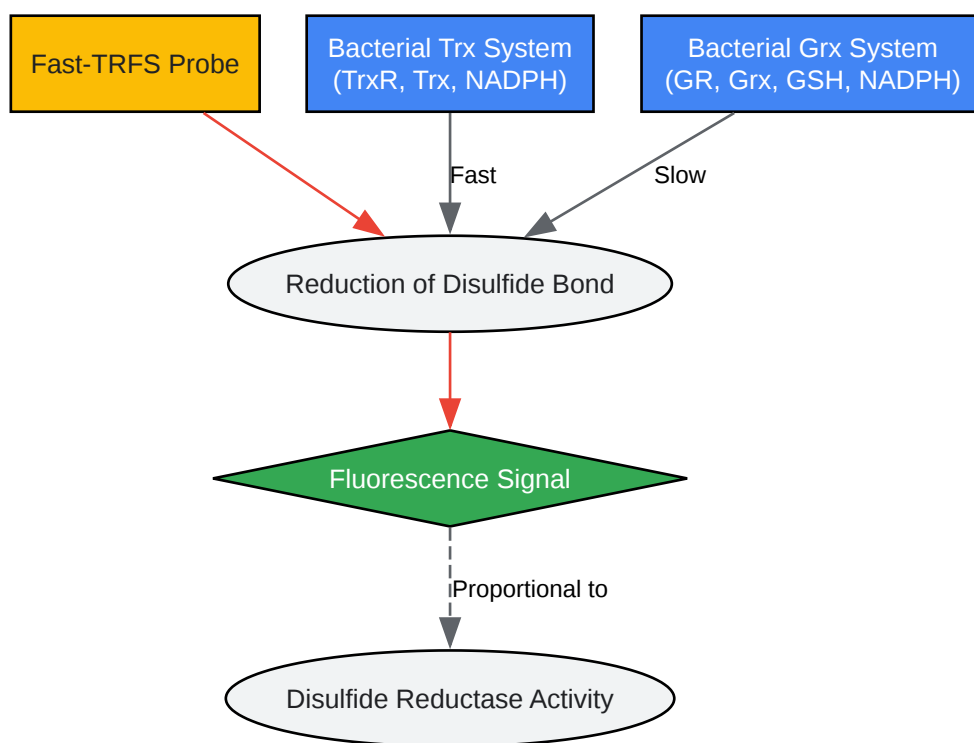 Fast-TRFS Probe
Bacterial Trx System
(TrxR, Trx, NADPH)
Bacterial Grx System
(GR, Grx, GSH, NADPH)
Fast
Slow
Reduction of Disulfide Bond
Fluorescence Signal
Proportional to
Disulfide Reductase Activity